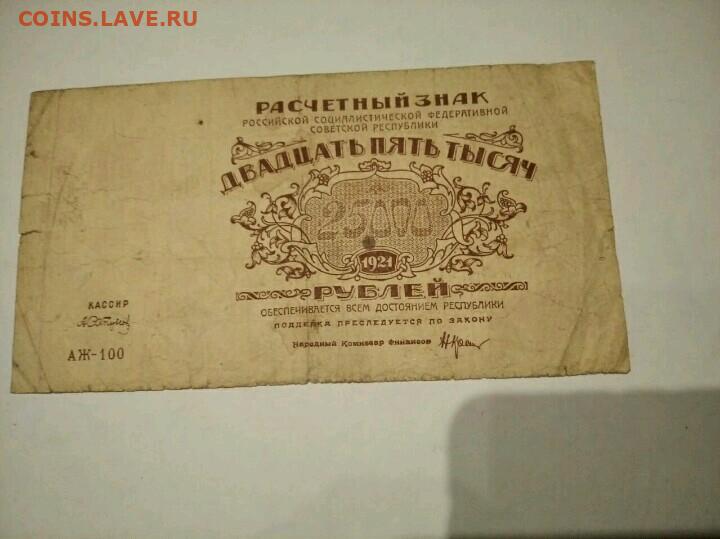 COINS.LAVE.RU
РАСЧЕТНЫЙ ЗНАК
РОССИЙСКОЙ СОЦИАЛИСТИЧЕСКОЙ ФЕДЕРАТИВНОЙ
СОВЕТСКОЙ РЕСПУБЛИКИ
ДВАДЦАТЬ ПЯТЬ ТЫСЯЧ
25000
1921
РУБЛЕЙ
ОБЕСПЕЧИВАЕТСЯ ВСЕМ ДОСТОЯНИЕМ РЕСПУБЛИКИ
ПОДДЕЛКА ПРЕСЛЕДУЕТСЯ ПО ЗАКОНУ
Народный Комиссар Финансов
КАССИР
АЖ-100